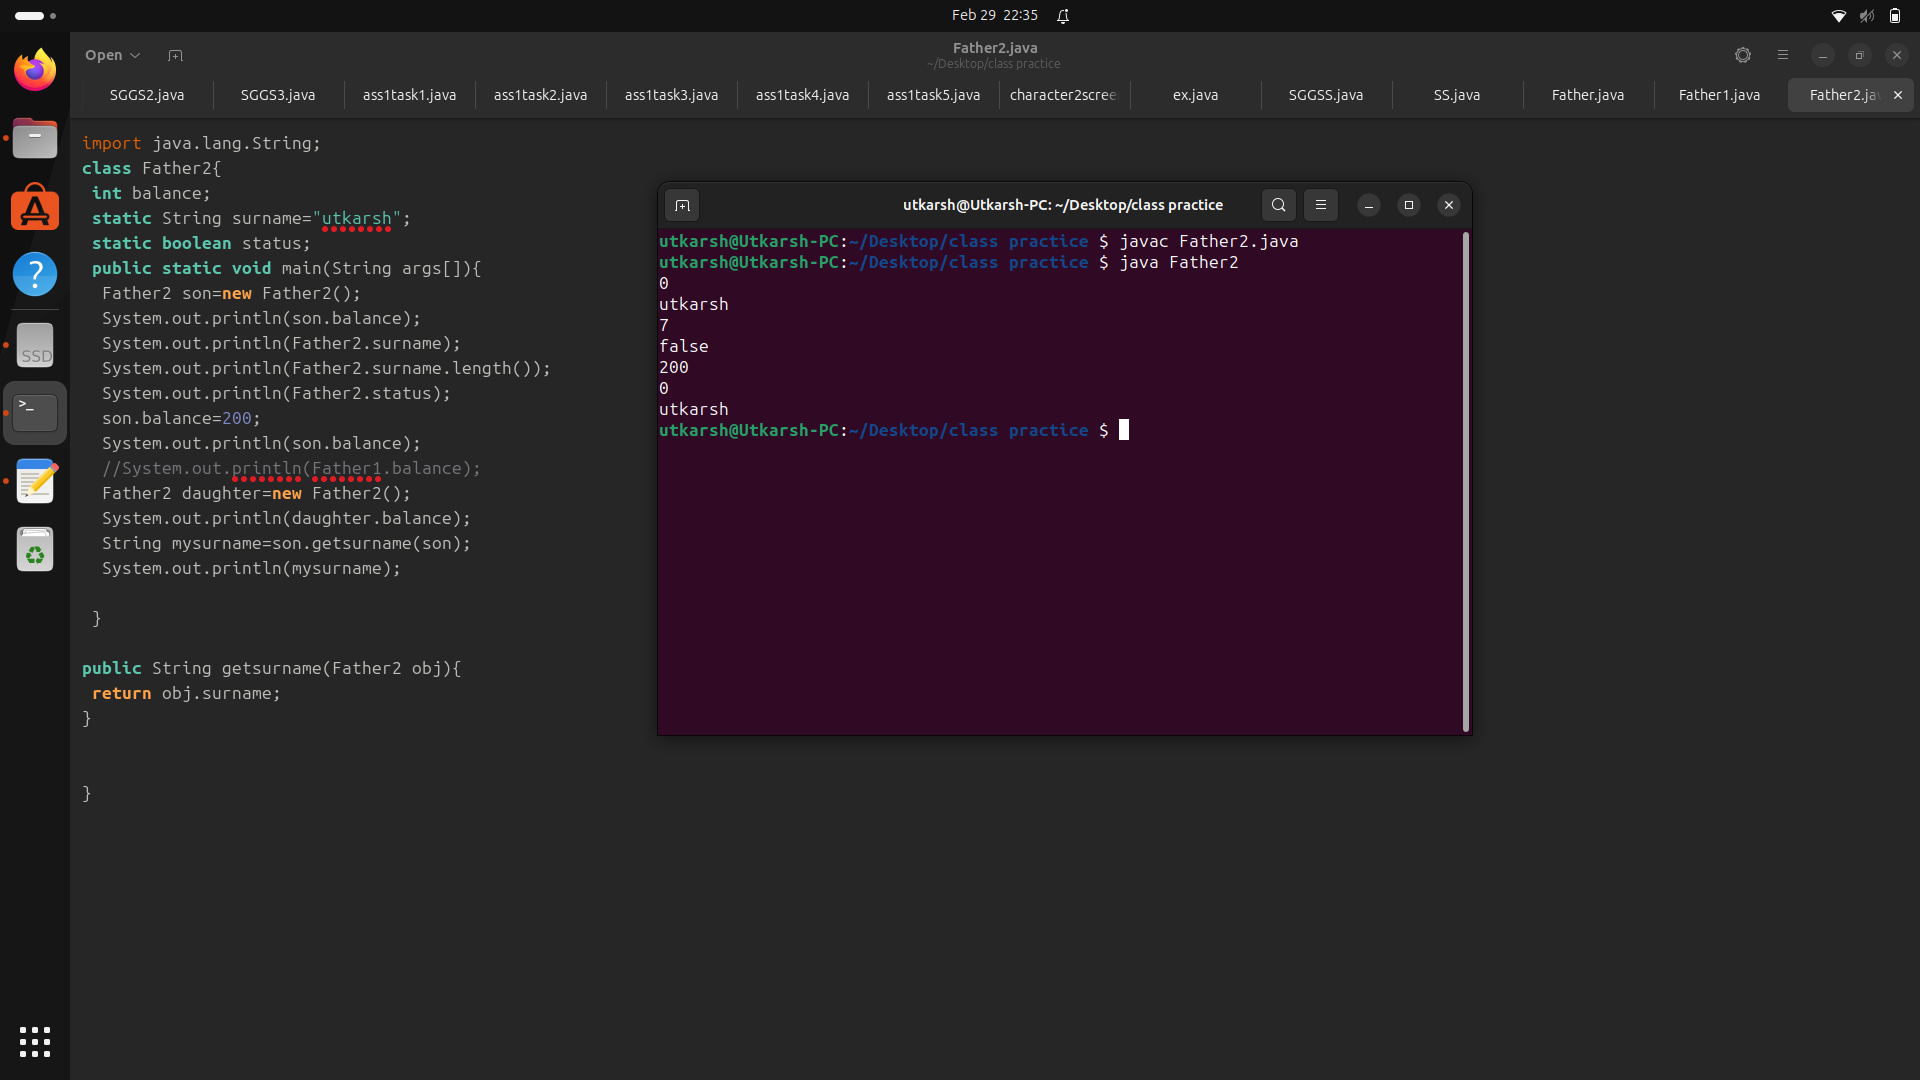 Feb 29 22:35
Open
Father2.java
~/Desktop/class practice
SGGS2.java
SGGS3.java
ass1task1.java
ass1task2.java
ass1task3.java
ass1task4.java
ass1task5.java
character2scree
ex.java
SGGSS.java
SS.java
Father.java
Father1.java
Father2.jav
import java.lang.String;
class Father2{
 int balance;
 static String surname="utkarsh";
 static boolean status;
 public static void main(String args[]){
  Father2 son=new Father2();
  System.out.println(son.balance);
  System.out.println(Father2.surname);
  System.out.println(Father2.surname.length());
  System.out.println(Father2.status);
  son.balance=200;
  System.out.println(son.balance);
  //System.out.println(Father1.balance);
  Father2 daughter=new Father2();
  System.out.println(daughter.balance);
  String mysurname=son.getsurname(son);
  System.out.println(mysurname);
 }
public String getsurname(Father2 obj){
 return obj.surname;
}
}
utkarsh@Utkarsh-PC: ~/Desktop/class practice
utkarsh@Utkarsh-PC:~/Desktop/class practice $ javac Father2.java
utkarsh@Utkarsh-PC:~/Desktop/class practice $ java Father2
0
utkarsh
7
false
200
0
utkarsh
utkarsh@Utkarsh-PC:~/Desktop/class practice $
SSD
>_